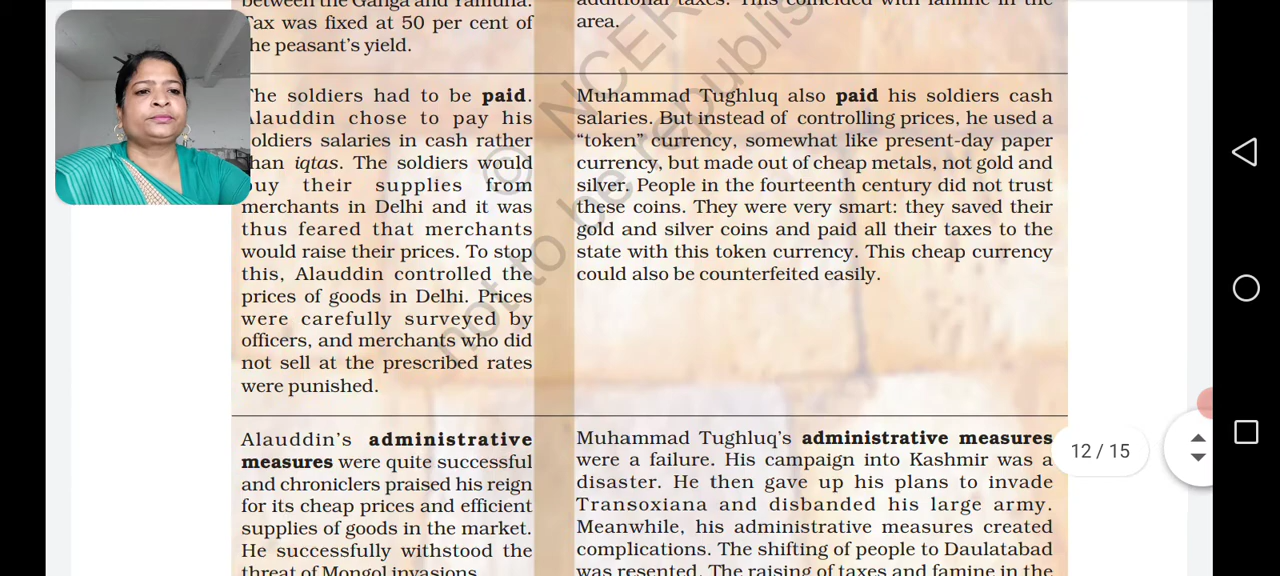 between the Ganga and Yamuna.
Tax was fixed at 50 per cent of
the peasant's yield.
additional taxes. This coincided with famine in the
area.
The soldiers had to be paid.
Alauddin chose to pay his
soldiers salaries in cash rather
than iqtas. The soldiers would
buy their supplies from
merchants in Delhi and it was
thus feared that merchants
would raise their prices. To stop
this, Alauddin controlled the
prices of goods in Delhi. Prices
were carefully surveyed by
officers, and merchants who did
not sell at the prescribed rates
were punished.
Muhammad Tughluq also paid his soldiers cash
salaries. But instead of controlling prices, he used a
“token” currency, somewhat like present-day paper
currency, but made out of cheap metals, not gold and
silver. People in the fourteenth century did not trust
these coins. They were very smart: they saved their
gold and silver coins and paid all their taxes to the
state with this token currency. This cheap currency
could also be counterfeited easily.
Alauddin's administrative
measures were quite successful
and chroniclers praised his reign
for its cheap prices and efficient
supplies of goods in the market.
He successfully withstood the
threat of Mongol invasions.
Muhammad Tughluq's administrative measures
were a failure. His campaign into Kashmir was a
disaster. He then gave up his plans to invade
Transoxiana and disbanded his large army.
Meanwhile, his administrative measures created
complications. The shifting of people to Daulatabad
was resented. The raising of taxes and famine in the
© NCER
not to be republis
12 / 15